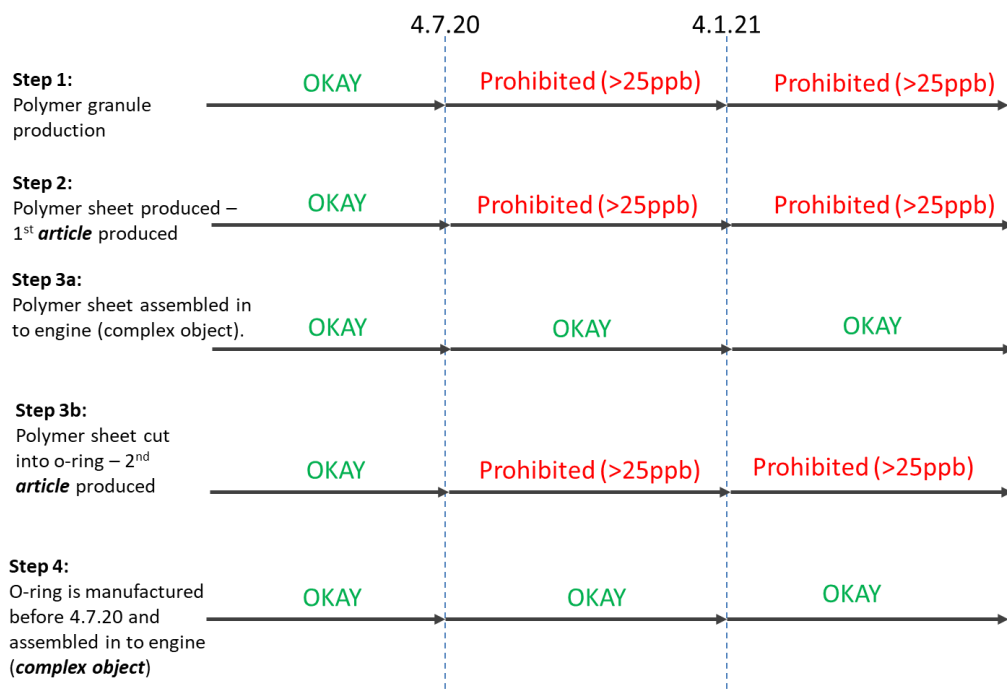 4.7.20 4.1.21
Step 1:
Polymer granule
production
OKAY Prohibited (>25ppb) Prohibited (>25ppb)
Step 2:
Polymer sheet produced –
1st article produced
OKAY Prohibited (>25ppb) Prohibited (>25ppb)
Step 3a:
Polymer sheet assembled in
to engine (complex object).
OKAY OKAY OKAY
Step 3b:
Polymer sheet cut
into o-ring – 2nd
article produced
OKAY Prohibited (>25ppb) Prohibited (>25ppb)
Step 4:
O-ring is manufactured
before 4.7.20 and
assembled in to engine
(complex object)
OKAY OKAY OKAY